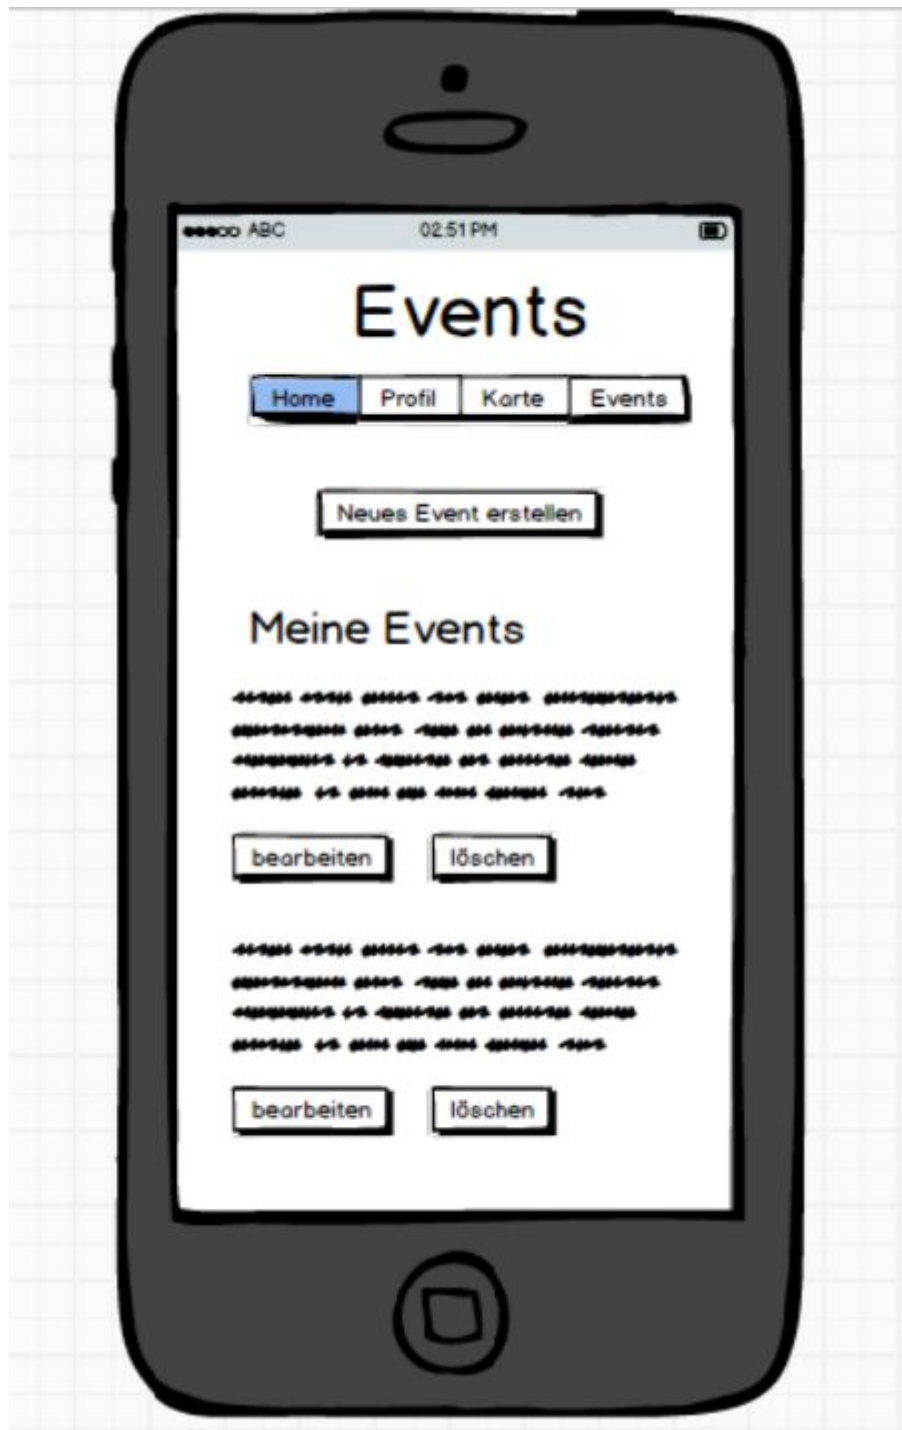 ABC 02:51 PM
Events
Home Profil Karte Events
Neues Event erstellen
Meine Events
bearbeiten löschen
bearbeiten löschen